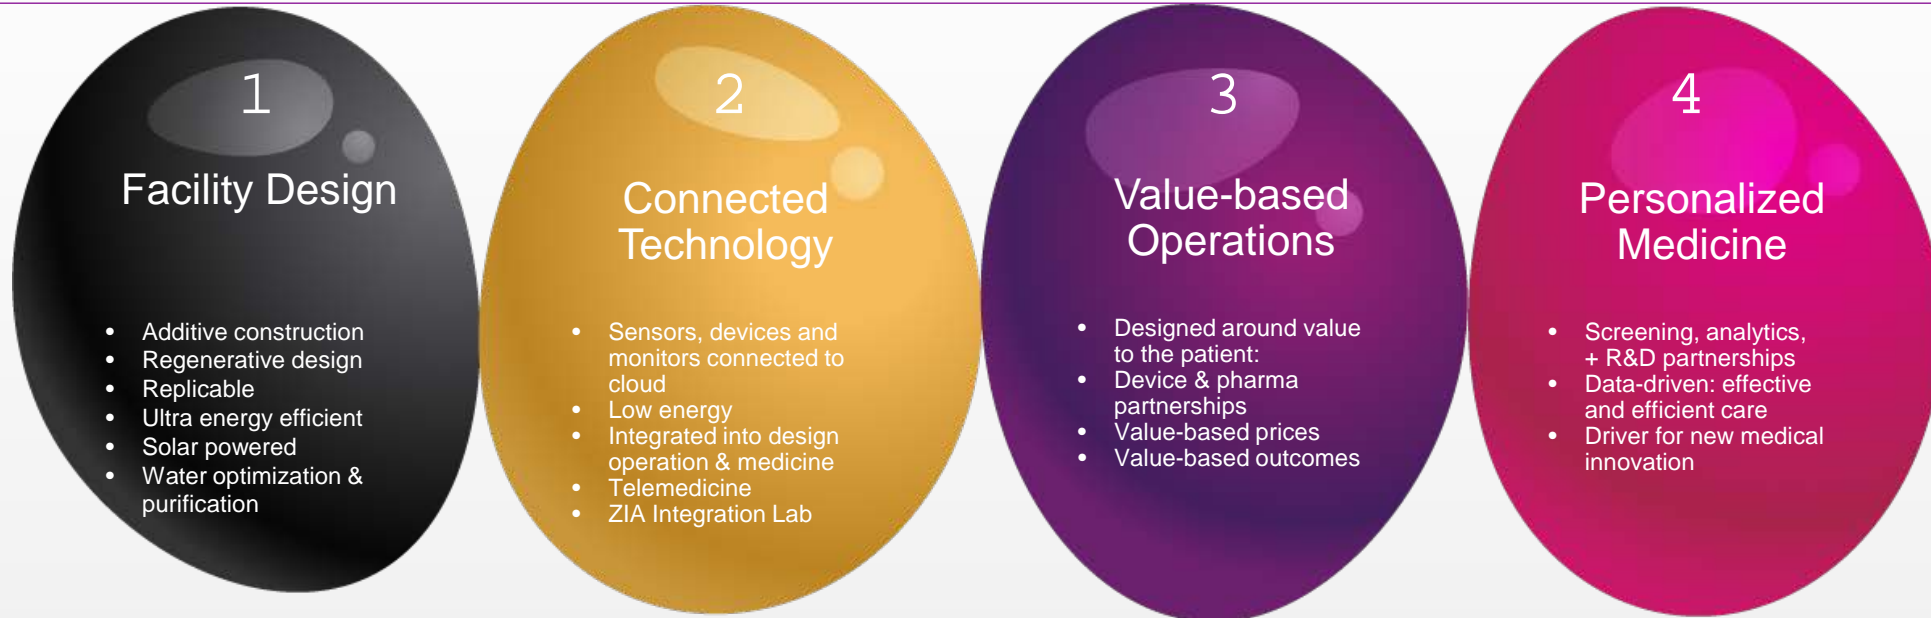 1
Facility Design
• Additive construction
• Regenerative design
• Replicable
• Ultra energy efficient
• Solar powered
• Water optimization &
purification
2
Connected
Technology
• Sensors, devices and
monitors connected to
cloud
• Low energy
• Integrated into design
operation & medicine
• Telemedicine
• ZIA Integration Lab
3
Value-based
Operations
• Designed around value
to the patient:
• Device & pharma
partnerships
• Value-based prices
• Value-based outcomes
4
Personalized
Medicine
• Screening, analytics,
+ R&D partnerships
• Data-driven: effective
and efficient care
• Driver for new medical
innovation